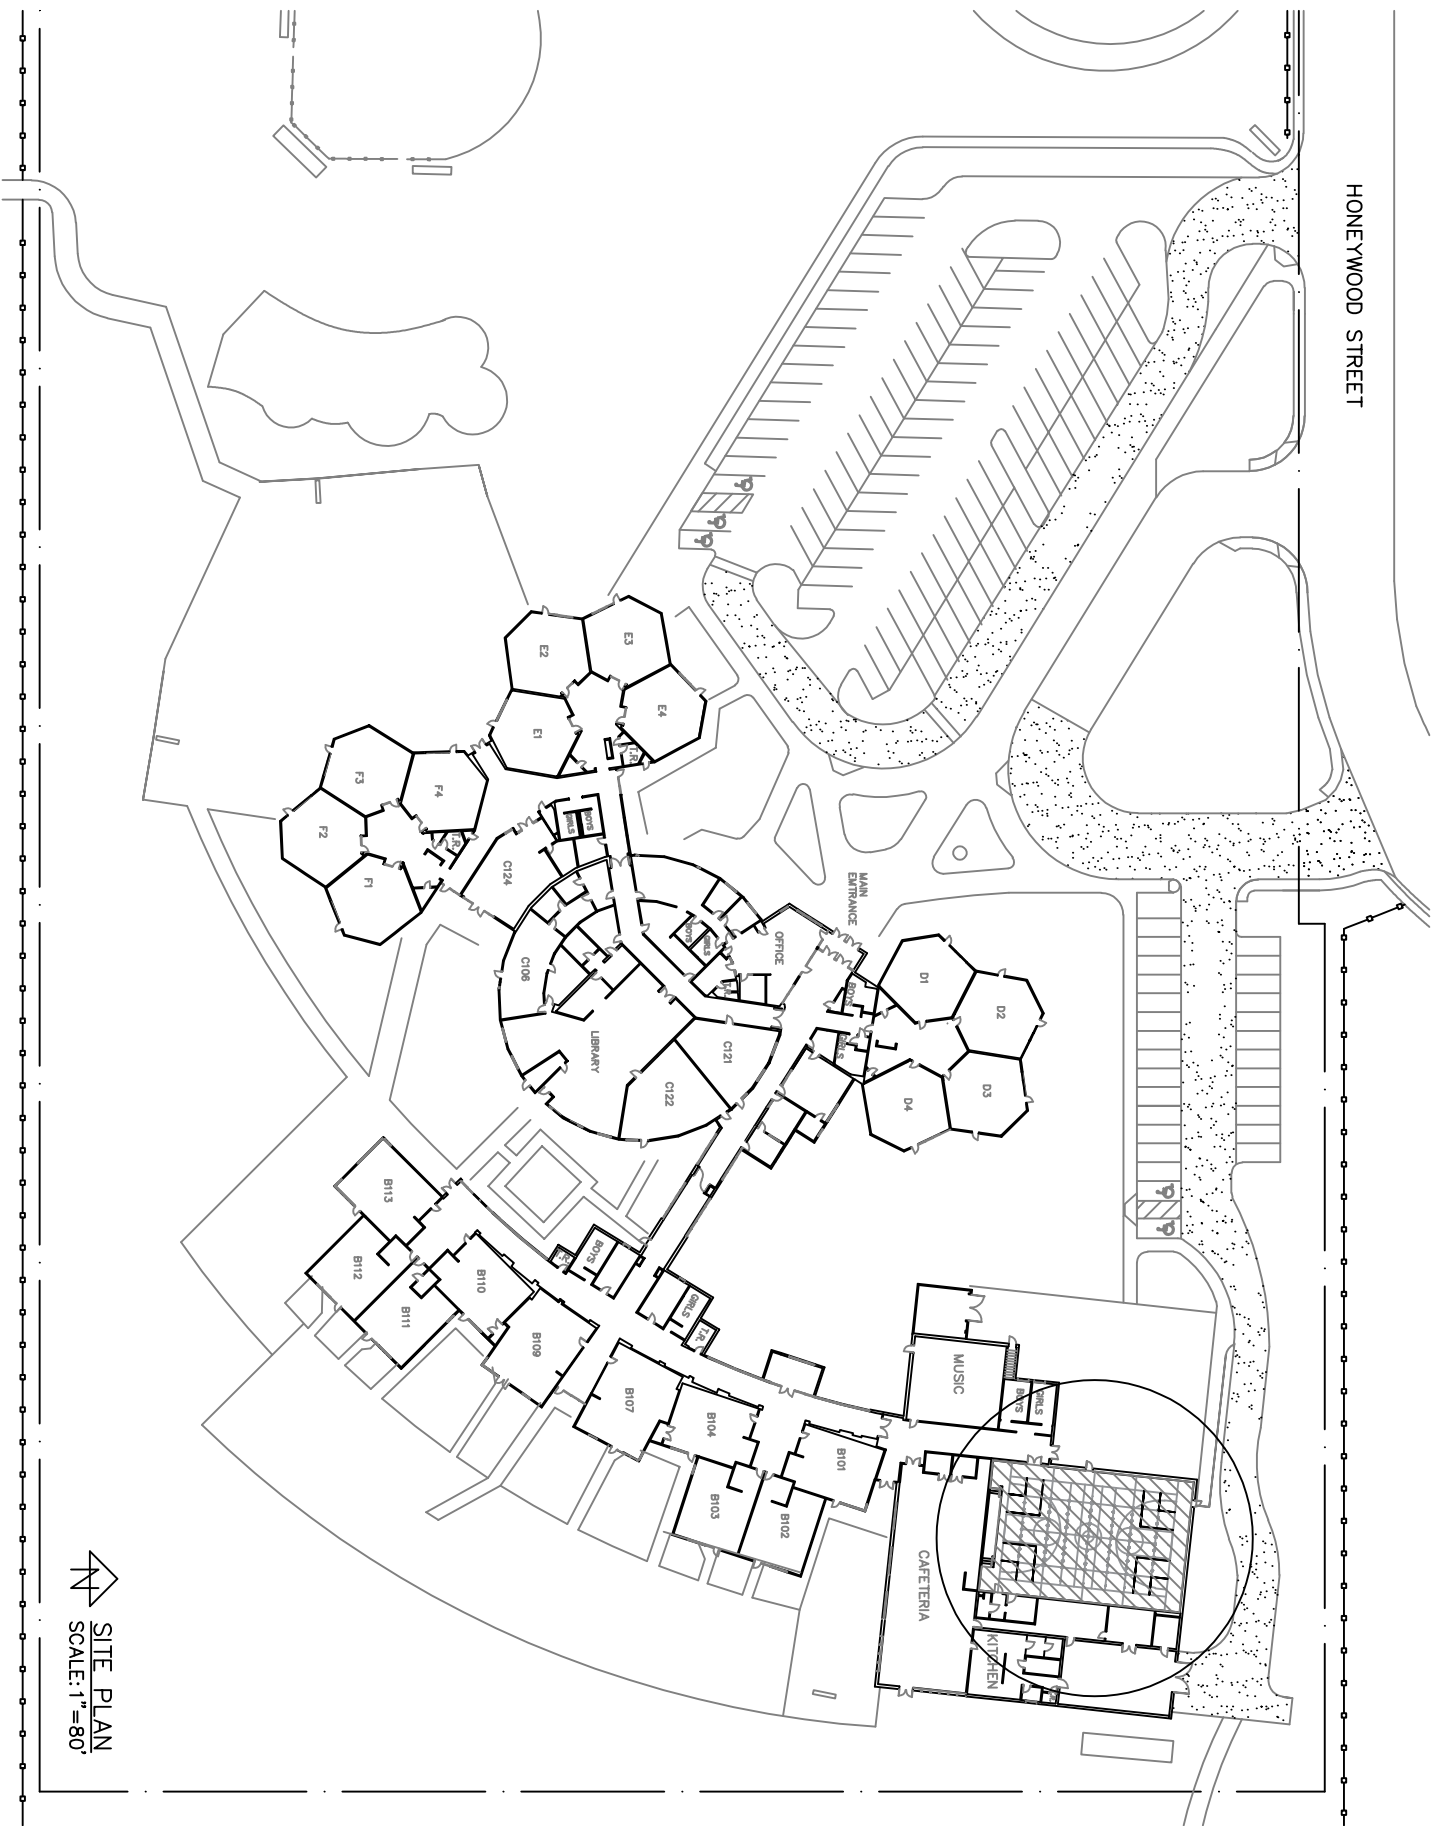 HONEYWOOD STREET
GIRLS
BOYS
MUSIC
KITCHEN
CAFETERIA
D2
D3
D1
D4
MAIN
EMTRANCE
BOYS
GIRLS
OFFICE
B101
B102
C121
B104
B103
GIRLS
BOYS
T.R.
GIRLS
C122
E4
T.R.
E3
B107
LIBRARY
BOYS
BOYS
GIRLS
T.R.
E2
E1
B109
C106
C124
B110
T.R.
F4
B111
B113
F1
F3
B112
F2
N
SITE PLAN
SCALE: 1"=80'